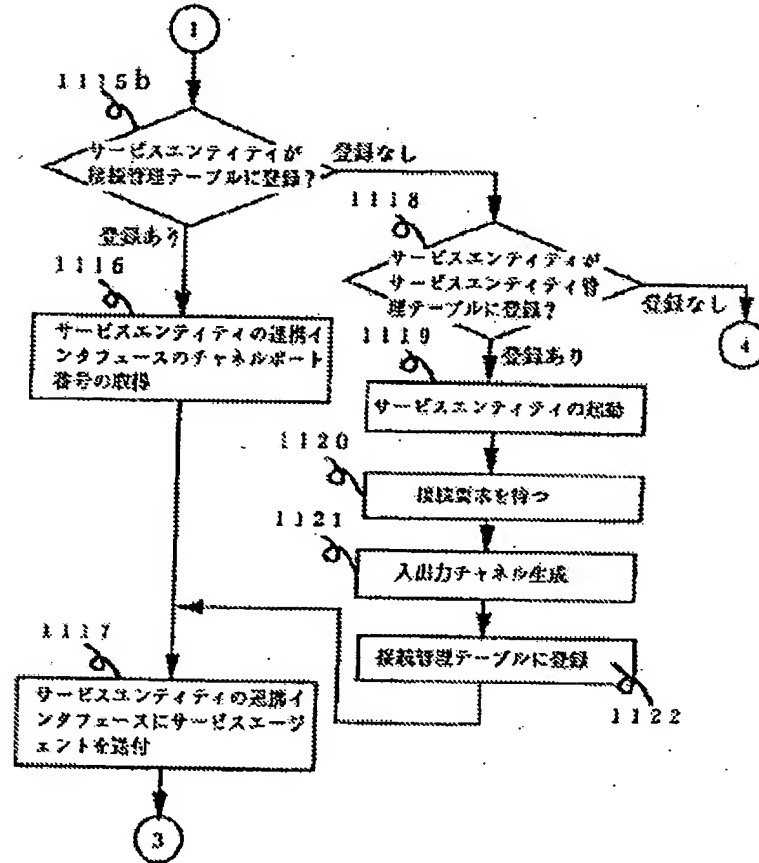 1
1115b
サービスエンティティが
接続管理テーブルに登録?
登録なし
登録あり
1116
サービスエンティティの連携イ
ンタフェースのチャネルポート
番号の取得
1118
サービスエンティティが
サービスエンティティ管
理テーブルに登録?
登録なし
4
登録あり
1119
サービスエンティティの起動
1120
接続要求を待つ
1121
入出力チャネル生成
接続管理テーブルに登録
1122
1117
サービスエンティティの連携イ
ンタフェースにサービスエージ
ェントを送付
3